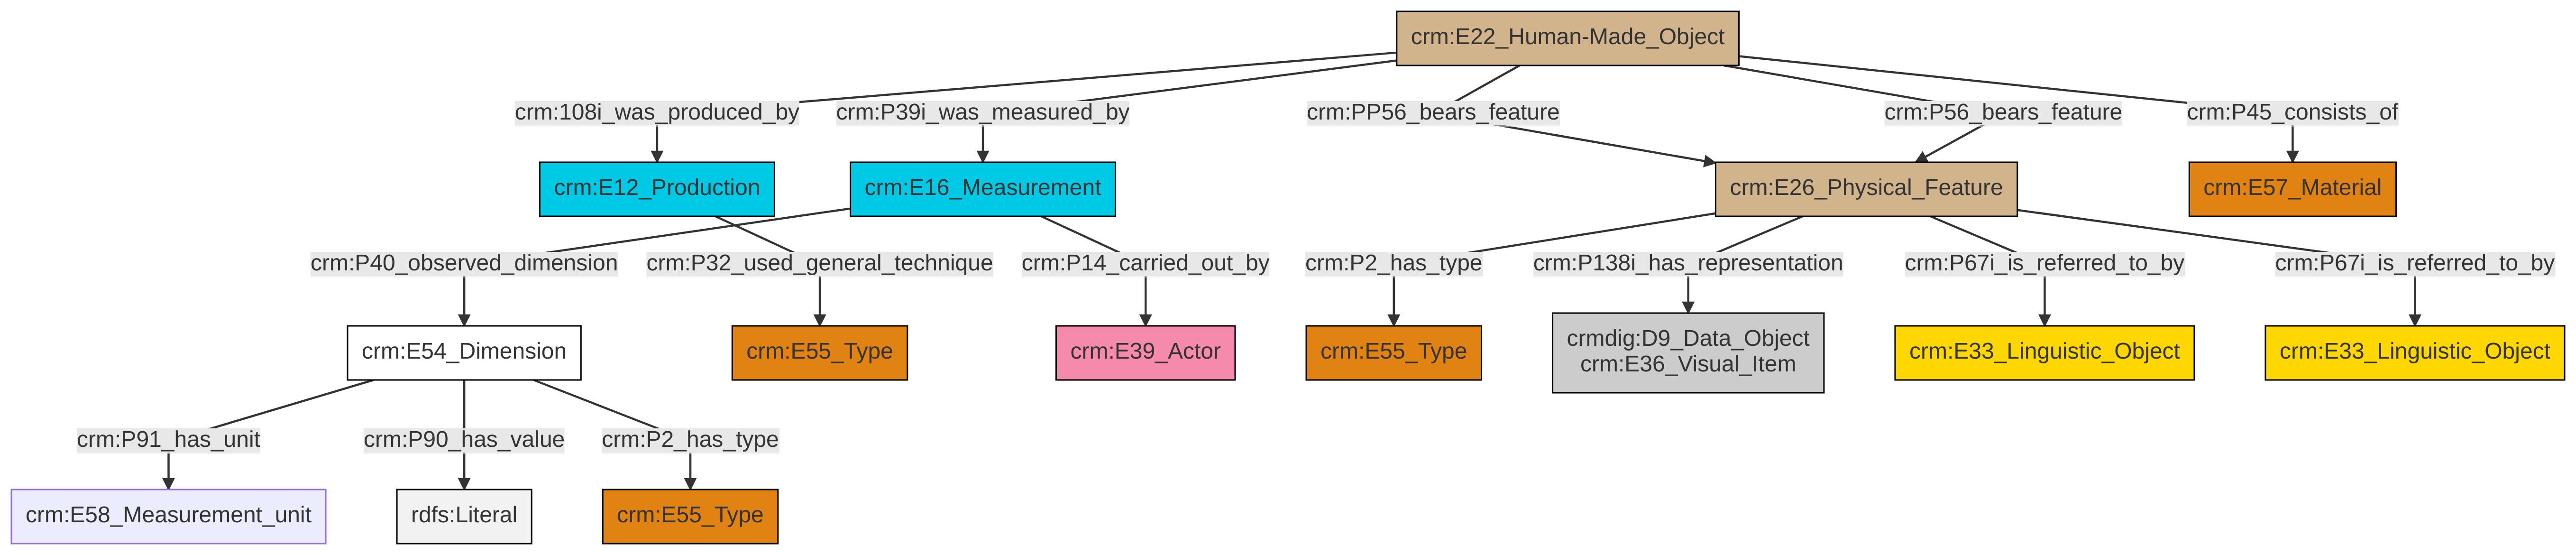 crm:E22_Human-Made_Object
crm:108i_was_produced_by
crm:P39i_was_measured_by
crm:PP56_bears_feature
crm:P56_bears_feature
crm:P45_consists_of
crm:E12_Production
crm:E16_Measurement
crm:E26_Physical_Feature
crm:E57_Material
crm:P40_observed_dimension
crm:P32_used_general_technique
crm:P14_carried_out_by
crm:P2_has_type
crm:P138i_has_representation
crm:P67i_is_referred_to_by
crm:P67i_is_referred_to_by
crm:E54_Dimension
crm:E55_Type
crm:E39_Actor
crm:E55_Type
crmdig:D9_Data_Object
crm:E36_Visual_Item
crm:E33_Linguistic_Object
crm:E33_Linguistic_Object
crm:P91_has_unit
crm:P90_has_value
crm:P2_has_type
crm:E58_Measurement_unit
rdfs:Literal
crm:E55_Type